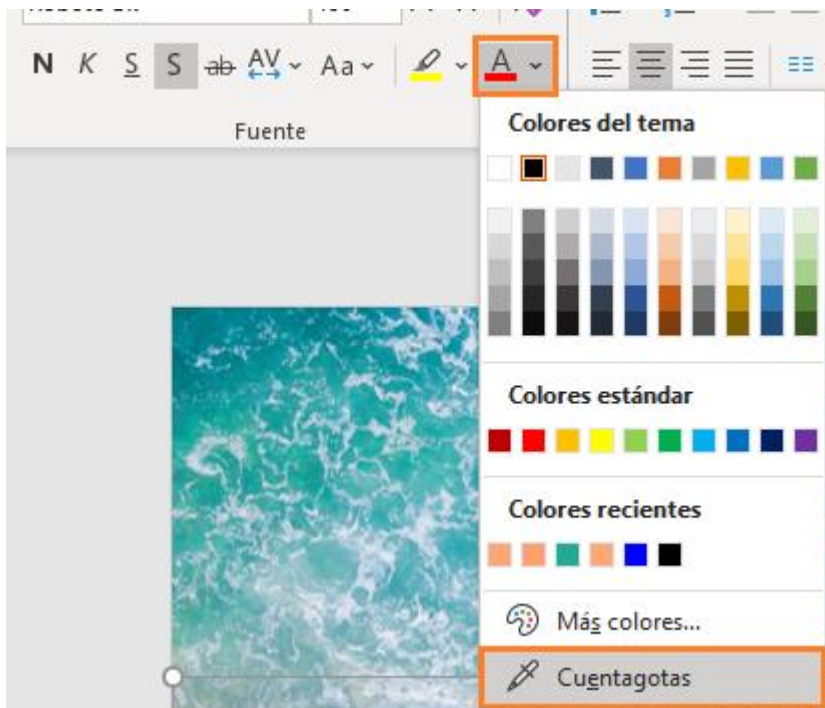 N K S S ab AV Aa A
Fuente
Colores del tema
Colores estándar
Colores recientes
Más colores...
Cuentagotas